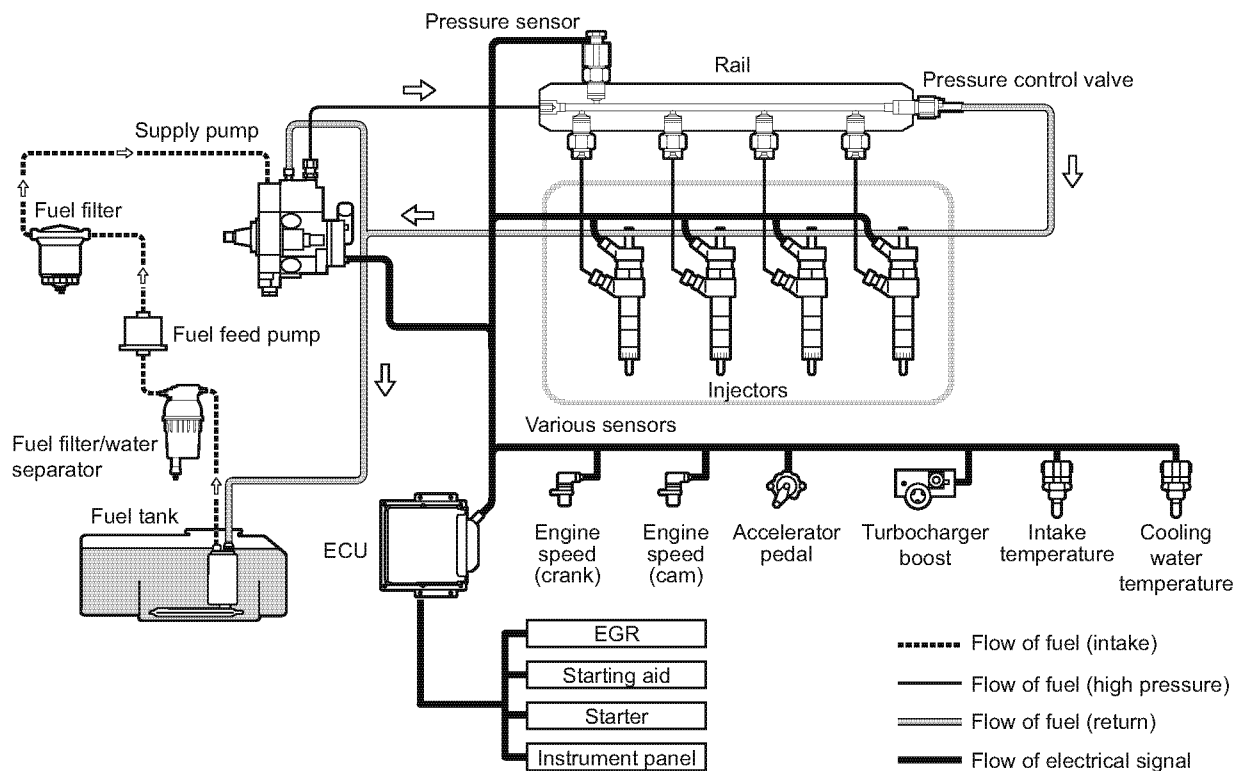 Pressure sensor
Rail
Pressure control valve
Supply pump
Fuel filter
Fuel feed pump
Injectors
Fuel filter/water
separator
Various sensors
Fuel tank
ECU
Engine
speed
(crank)
Engine
speed
(cam)
Accelerator
pedal
Turbocharger
boost
Intake
temperature
Cooling
water
temperature
EGR
Starting aid
Starter
Instrument panel
Flow of fuel (intake)
Flow of fuel (high pressure)
Flow of fuel (return)
Flow of electrical signal